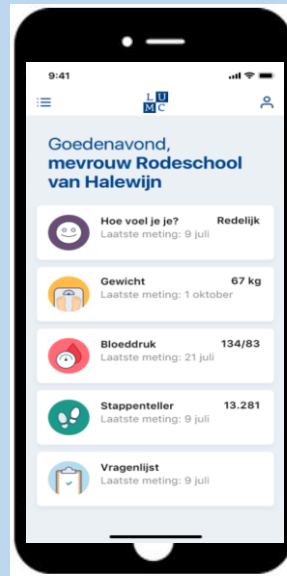 9:41
L U
M C
Goedenavond,
mevrouw Rodeschool
van Halewijn
Hoe voel je je? Redelijk
Laatste meting: 9 juli
Gewicht 67 kg
Laatste meting: 1 oktober
Bloeddruk 134/83
Laatste meting: 21 juli
Stappenteller 13.281
Laatste meting: 9 juli
Vragenlijst
Laatste meting: 9 juli